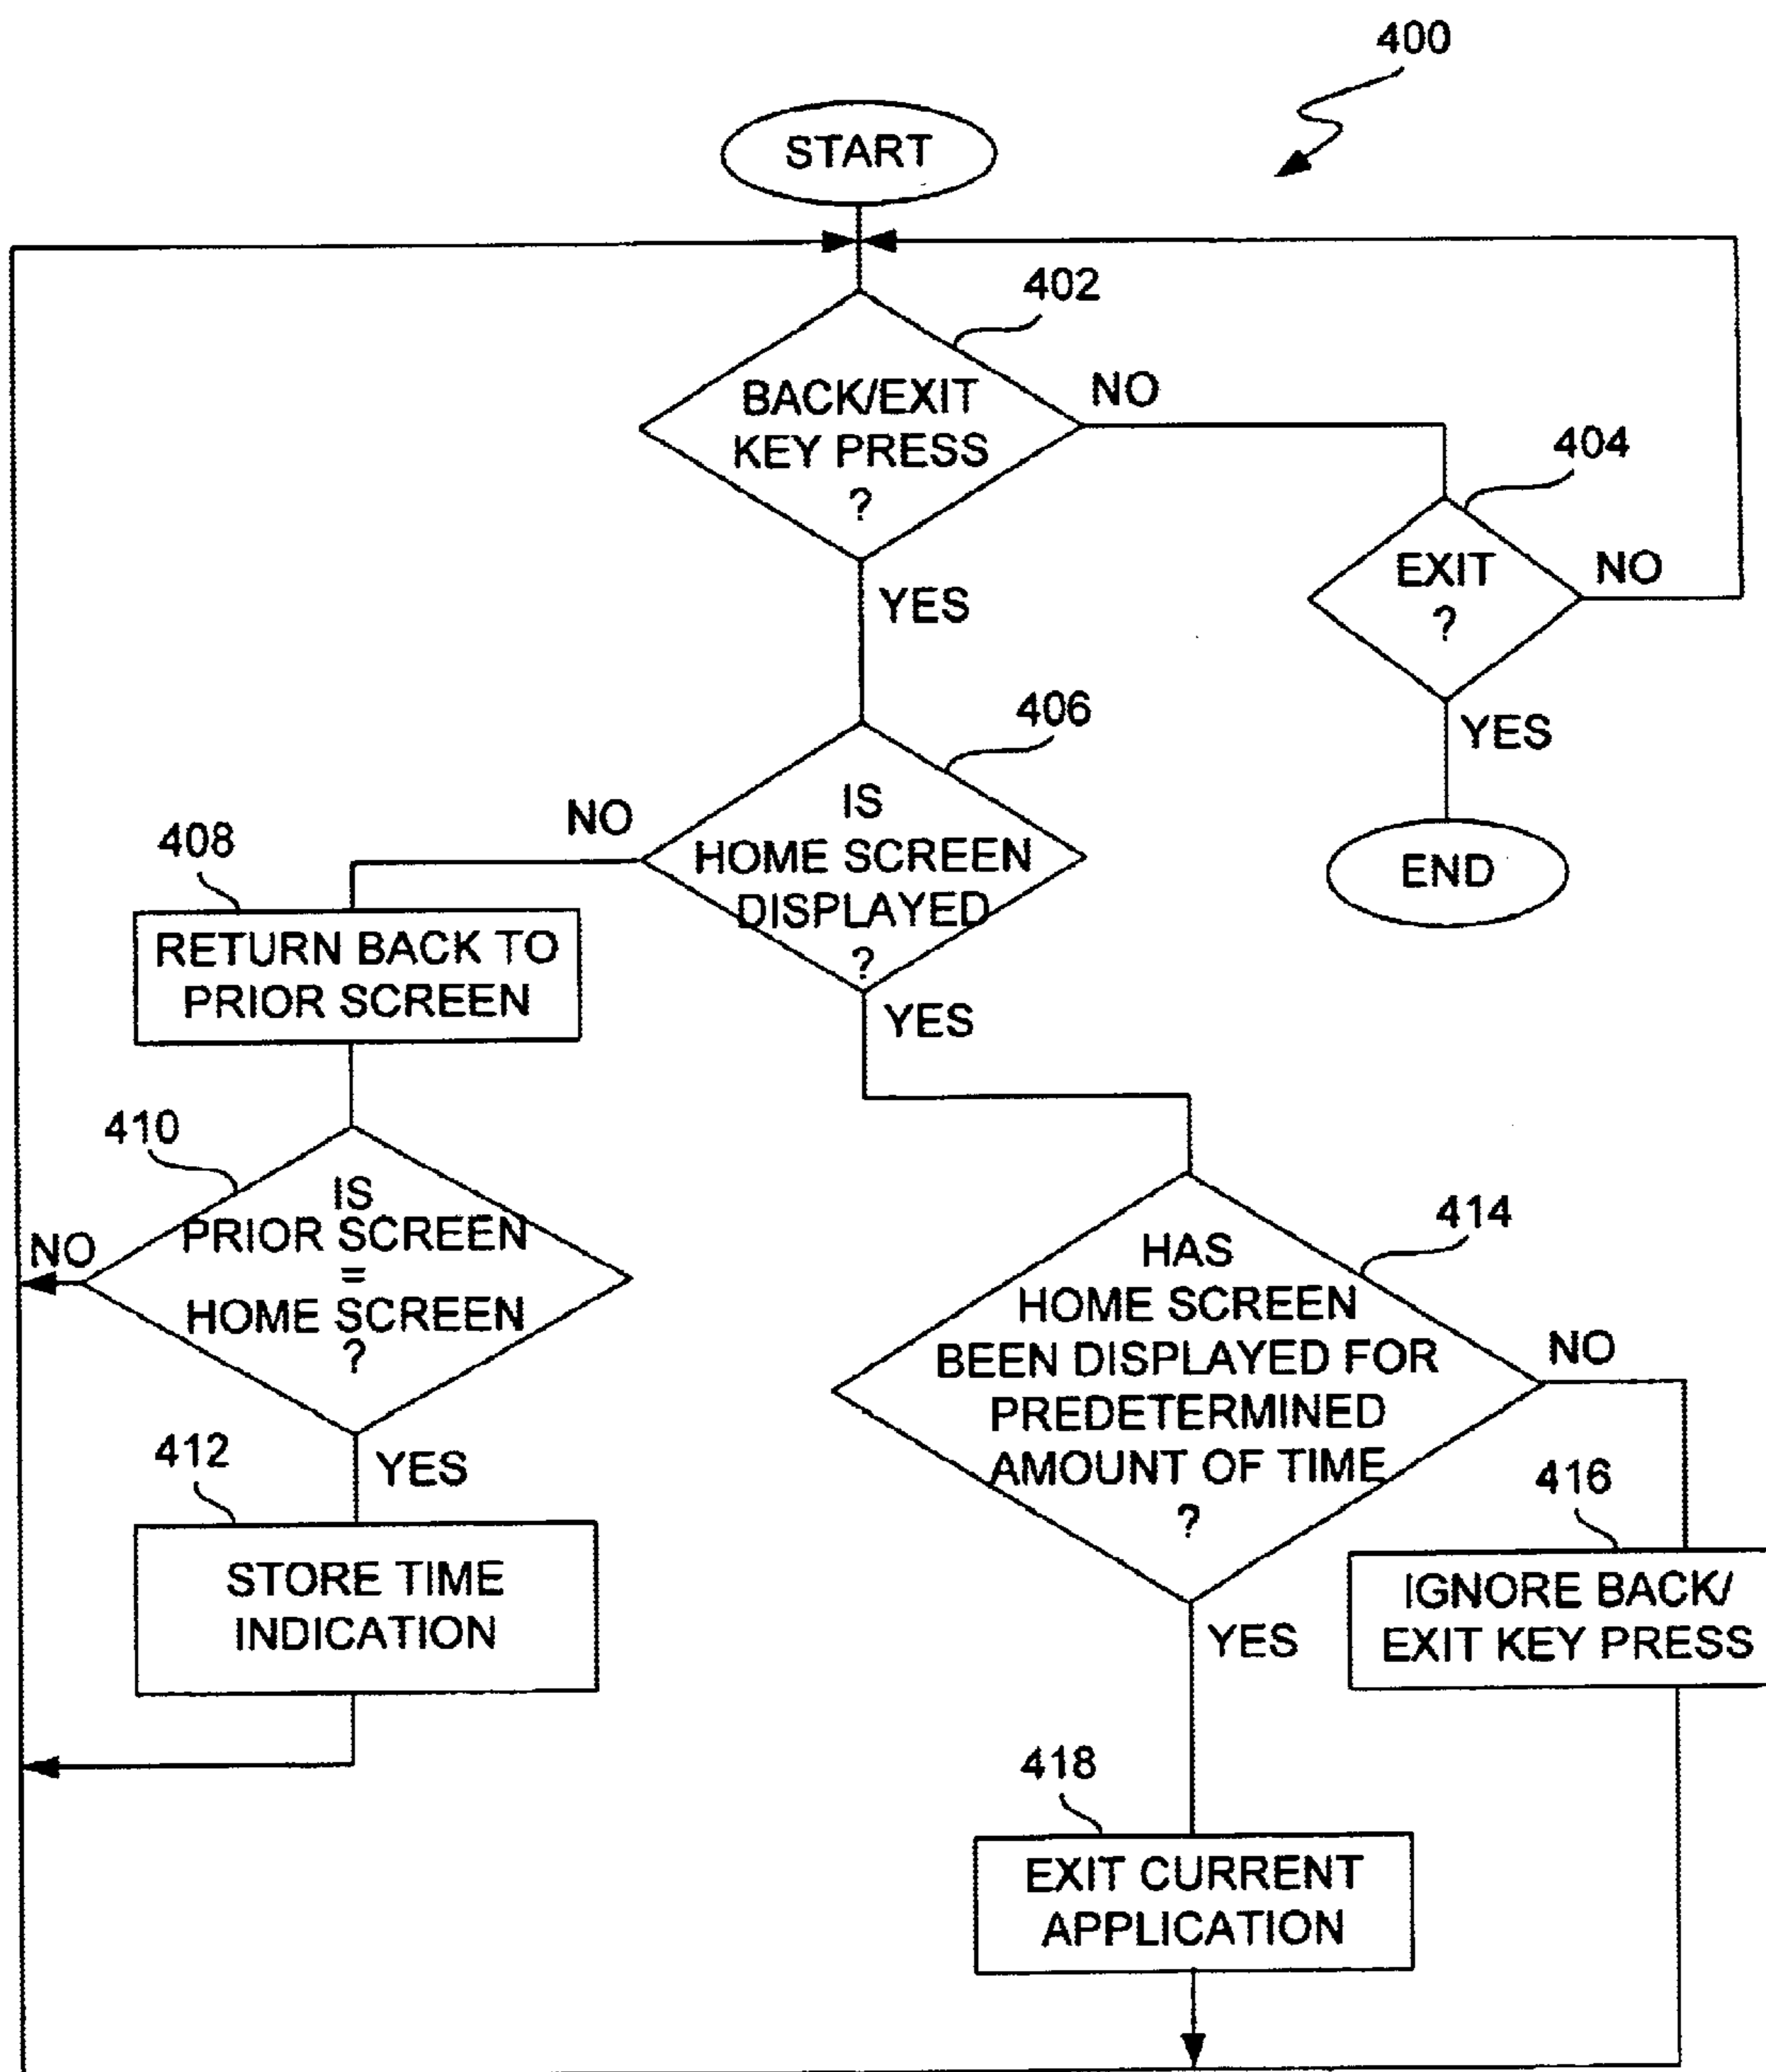 400
START
402
BACK/EXIT
KEY PRESS
?
NO
404
EXIT
?
NO
YES
YES
END
406
IS
HOME SCREEN
DISPLAYED
?
NO
YES
408
RETURN BACK TO
PRIOR SCREEN
410
IS
PRIOR SCREEN
=
HOME SCREEN
?
NO
YES
412
STORE TIME
INDICATION
414
HAS
HOME SCREEN
BEEN DISPLAYED FOR
PREDETERMINED
AMOUNT OF TIME
?
NO
YES
416
IGNORE BACK/
EXIT KEY PRESS
418
EXIT CURRENT
APPLICATION